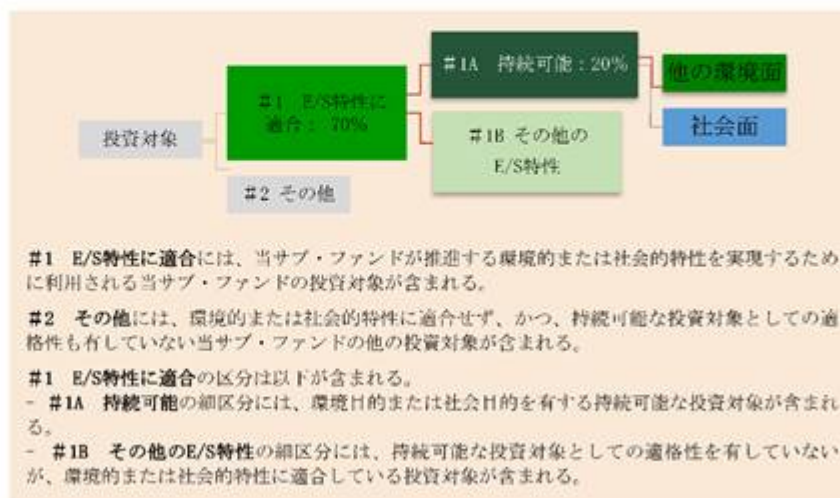 #1A 持続可能:20%
他の環境面
#1 E/S特性に
適合: 70%
社会面
投資対象
#1B その他の
E/S特性
#2 その他
#1 E/S特性に適合には、当サブ・ファンドが推進する環境的または社会的特性を実現するため
に利用される当サブ・ファンドの投資対象が含まれる。
#2 その他には、環境的または社会的特性に適合せず、かつ、持続可能な投資対象としての適
格性も有していない当サブ・ファンドの他の投資対象が含まれる。
#1 E/S特性に適合の区分は以下が含まれる。
- #1A 持続可能の細区分には、環境目的または社会目的を有する持続可能な投資対象が含まれ
る。
- #1B その他のE/S特性の細区分には、持続可能な投資対象としての適格性を有していない
が、環境的または社会的特性に適合している投資対象が含まれる。